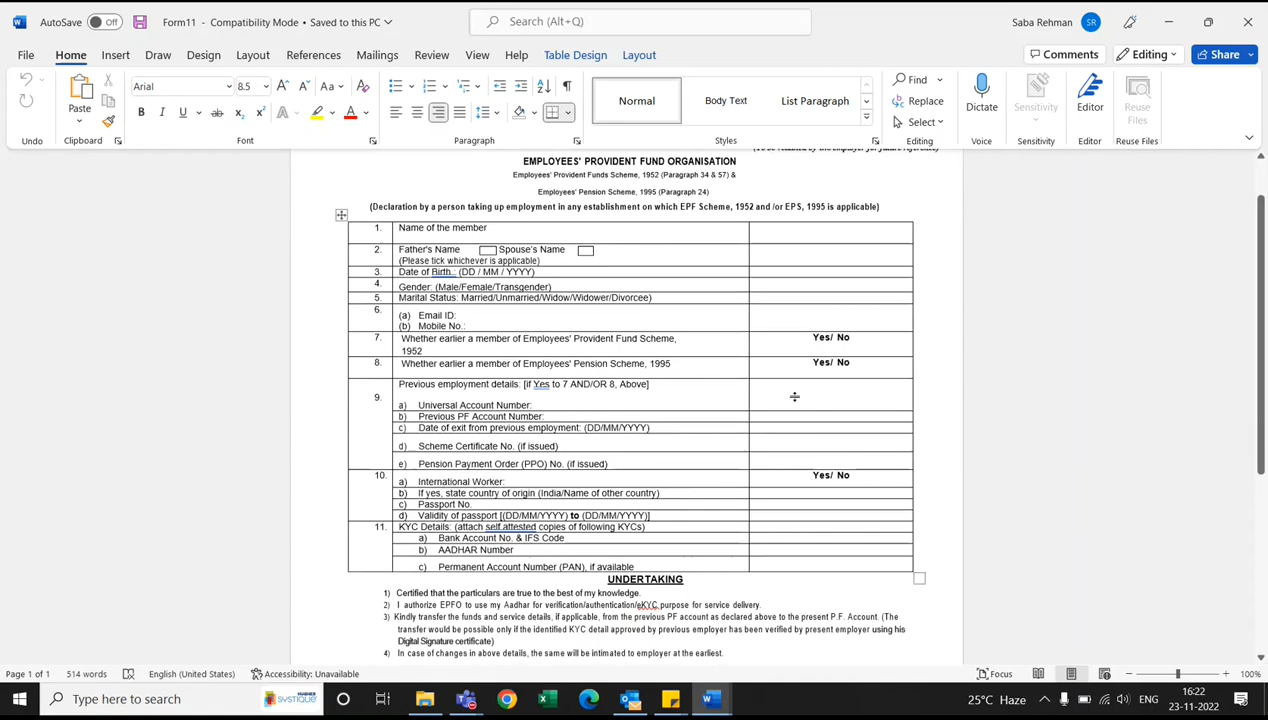 AutoSave Off Form11 - Compatibility Mode • Saved to this PC Search (Alt+Q) Saba Rehman SR
File Home Insert Draw Design Layout References Mailings Review View Help Table Design Layout Comments Editing Share
Paste Arial 8.5 Normal Body Text List Paragraph Find Replace Select Dictate Sensitivity Editor Reuse Files
Undo Clipboard Font Paragraph Styles Editing Voice Sensitivity Editor Reuse Files
(To be retained by the employer for future reference)
EMPLOYEES' PROVIDENT FUND ORGANISATION
Employees' Provident Funds Scheme, 1952 (Paragraph 34 & 57) &
Employees' Pension Scheme, 1995 (Paragraph 24)
(Declaration by a person taking up employment in any establishment on which EPF Scheme, 1952 and /or EPS, 1995 is applicable)
1. Name of the member
2. Father's Name Spouse's Name
(Please tick whichever is applicable)
3. Date of Birth.: (DD / MM / YYYY)
4. Gender: (Male/Female/Transgender)
5. Marital Status: Married/Unmarried/Widow/Widower/Divorcee)
6.
(a) Email ID:
(b) Mobile No.:
7. Whether earlier a member of Employees' Provident Fund Scheme, Yes/ No
1952
8. Whether earlier a member of Employees' Pension Scheme, 1995 Yes/ No
Previous employment details: [if Yes to 7 AND/OR 8, Above]
9.
a) Universal Account Number:
b) Previous PF Account Number:
c) Date of exit from previous employment: (DD/MM/YYYY)
d) Scheme Certificate No. (if issued)
e) Pension Payment Order (PPO) No. (if issued)
10. Yes/ No
a) International Worker:
b) If yes, state country of origin (India/Name of other country)
c) Passport No.
d) Validity of passport [(DD/MM/YYYY) to (DD/MM/YYYY)]
11. KYC Details: (attach self attested copies of following KYCs)
a) Bank Account No. & IFS Code
b) AADHAR Number
c) Permanent Account Number (PAN), if available
UNDERTAKING
1) Certified that the particulars are true to the best of my knowledge.
2) I authorize EPFO to use my Aadhar for verification/authentication/eKYC purpose for service delivery.
3) Kindly transfer the funds and service details, if applicable, from the previous PF account as declared above to the present P.F. Account. (The
transfer would be possible only if the identified KYC detail approved by previous employer has been verified by present employer using his
Digital Signature certificate)
4) In case of changes in above details, the same will be intimated to employer at the earliest.
Page 1 of 1 514 words English (United States) Accessibility: Unavailable Focus 100%
Type here to search HUGHES SYSTIQUE 25°C Haze ENG 16:22
23-11-2022